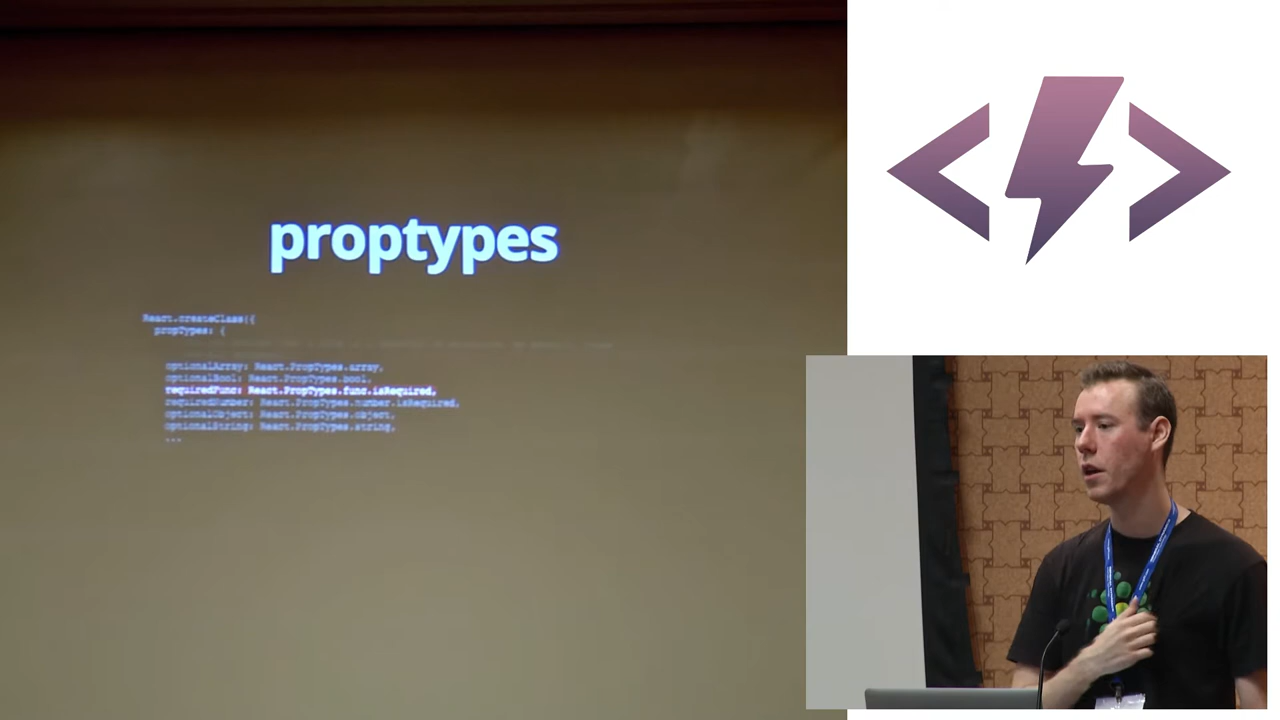 proptypes
React.createClass({
propTypes: {
optionalArray: React.PropTypes.array,
optionalBool: React.PropTypes.bool,
requiredFunc: React.PropTypes.func.isRequired,
requiredNumber: React.PropTypes.number.isRequired,
optionalObject: React.PropTypes.object,
optionalString: React.PropTypes.string,
...